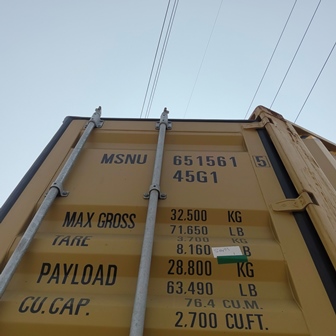 MSNU 651561 5
45G1
MAX GROSS 32.500 KG
71.650 LB
TARE 3.700 KG
8.160 LB
PAYLOAD 28.800 KG
63.490 LB
CU.CAP. 76.4 CU.M.
2.700 CU.FT.